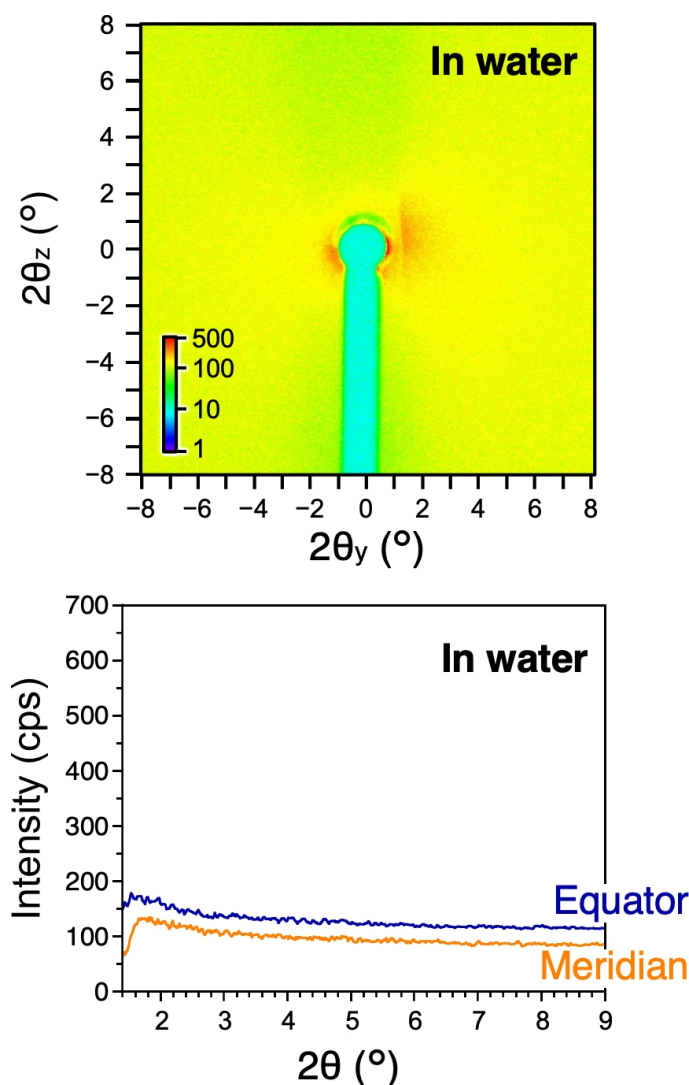 8
6
4
2
0
−2
−4
−6
−8
2θz (°)
In water
500
100
10
1
−8 −6 −4 −2 0 2 4 6 8
2θy (°)
700
600
500
400
300
200
100
0
Intensity (cps)
In water
Equator
Meridian
2 3 4 5 6 7 8 9
2θ (°)